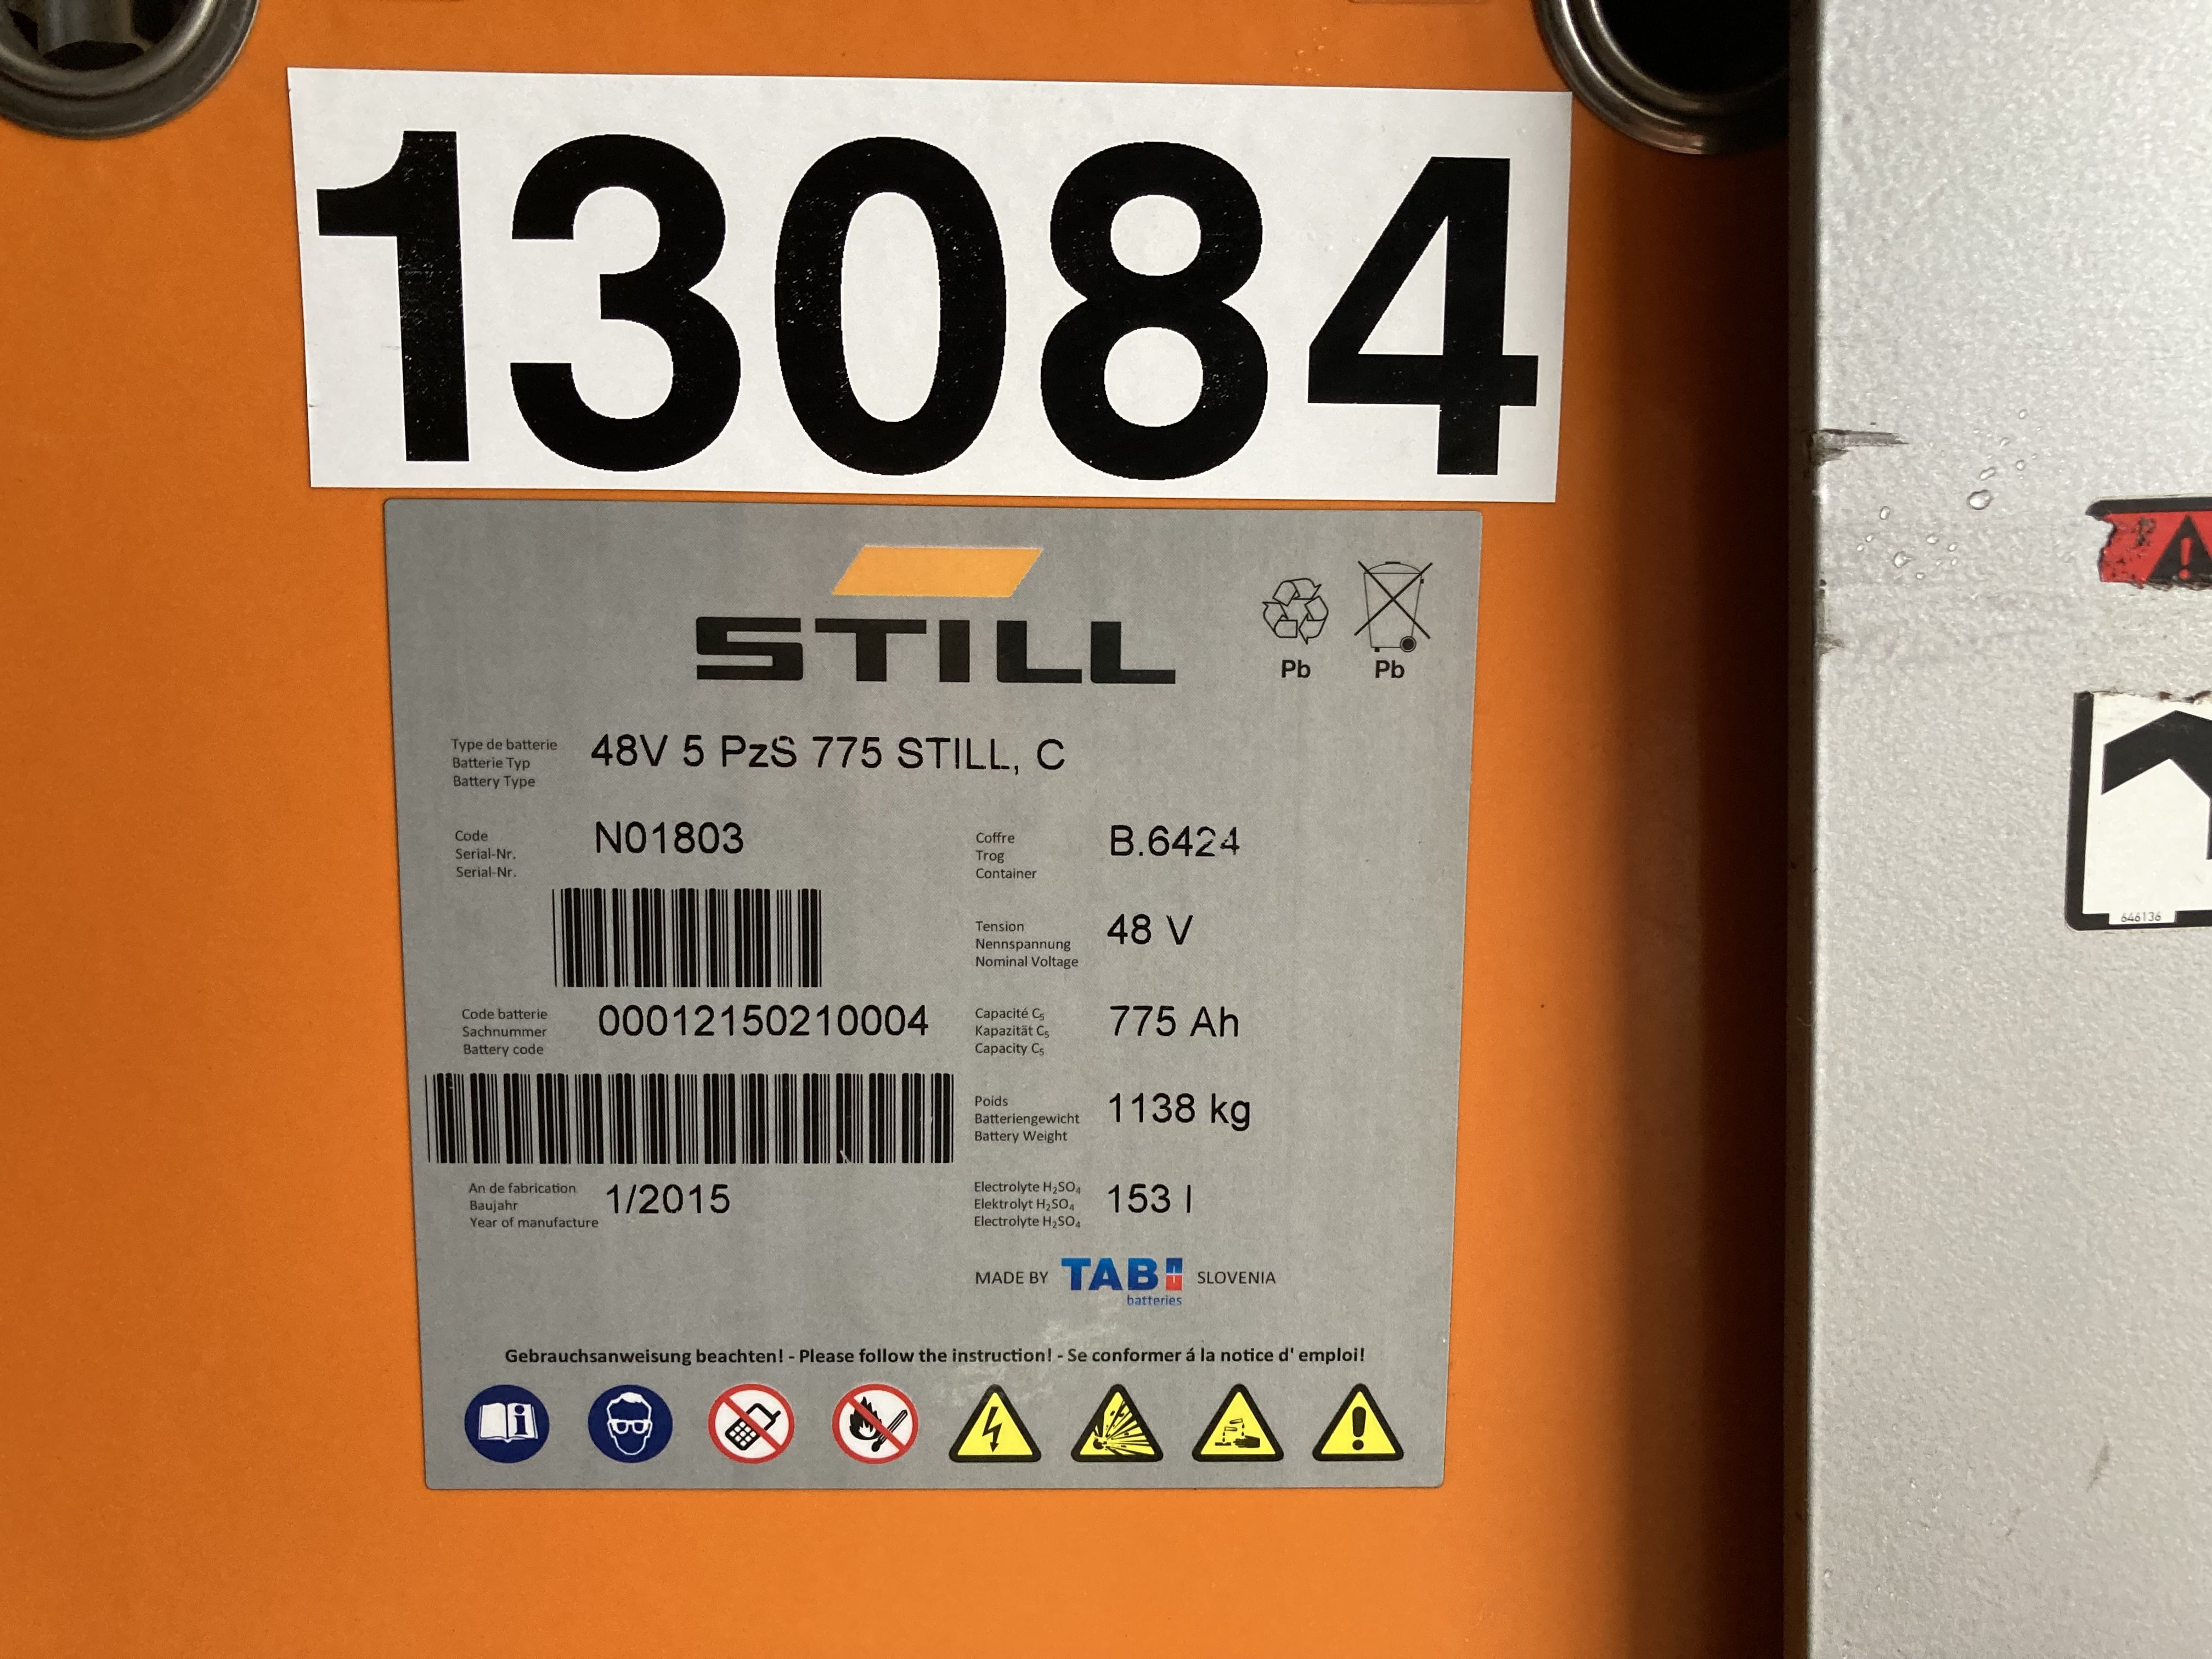 13084
STILL
Pb Pb
Type de batterie
Batterie Typ
Battery Type
48V 5 PzS 775 STILL, C
Code
Serial-Nr.
Serial-Nr.
N01803
Coffre
Trog
Container
B.6424
Tension
Nennspannung
Nominal Voltage
48 V
Code batterie
Sachnummer
Battery code
00012150210004
Capacité C₅
Kapazität C₅
Capacity C₅
775 Ah
Poids
Batteriengewicht
Battery Weight
1138 kg
An de fabrication
Baujahr
Year of manufacture
1/2015
Electrolyte H₂SO₄
Elektrolyt H₂SO₄
Electrolyte H₂SO₄
153 l
MADE BY TAB batteries SLOVENIA
Gebrauchsanweisung beachten! - Please follow the instruction! - Se conformer á la notice d' emploi!
646136